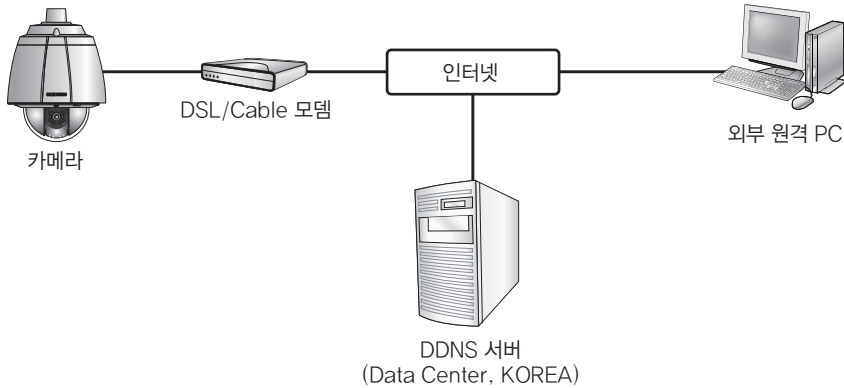 인터넷
DSL/Cable 모뎀
카메라
외부 원격 PC
DDNS 서버
(Data Center, KOREA)